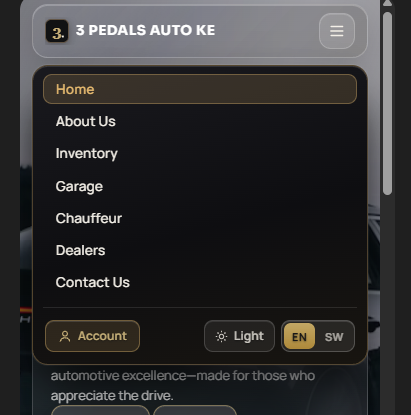 3. 3 PEDALS AUTO KE
Home
About Us
Inventory
Garage
Chauffeur
Dealers
Contact Us
Account Light EN SW
automotive excellence—made for those who
appreciate the drive.